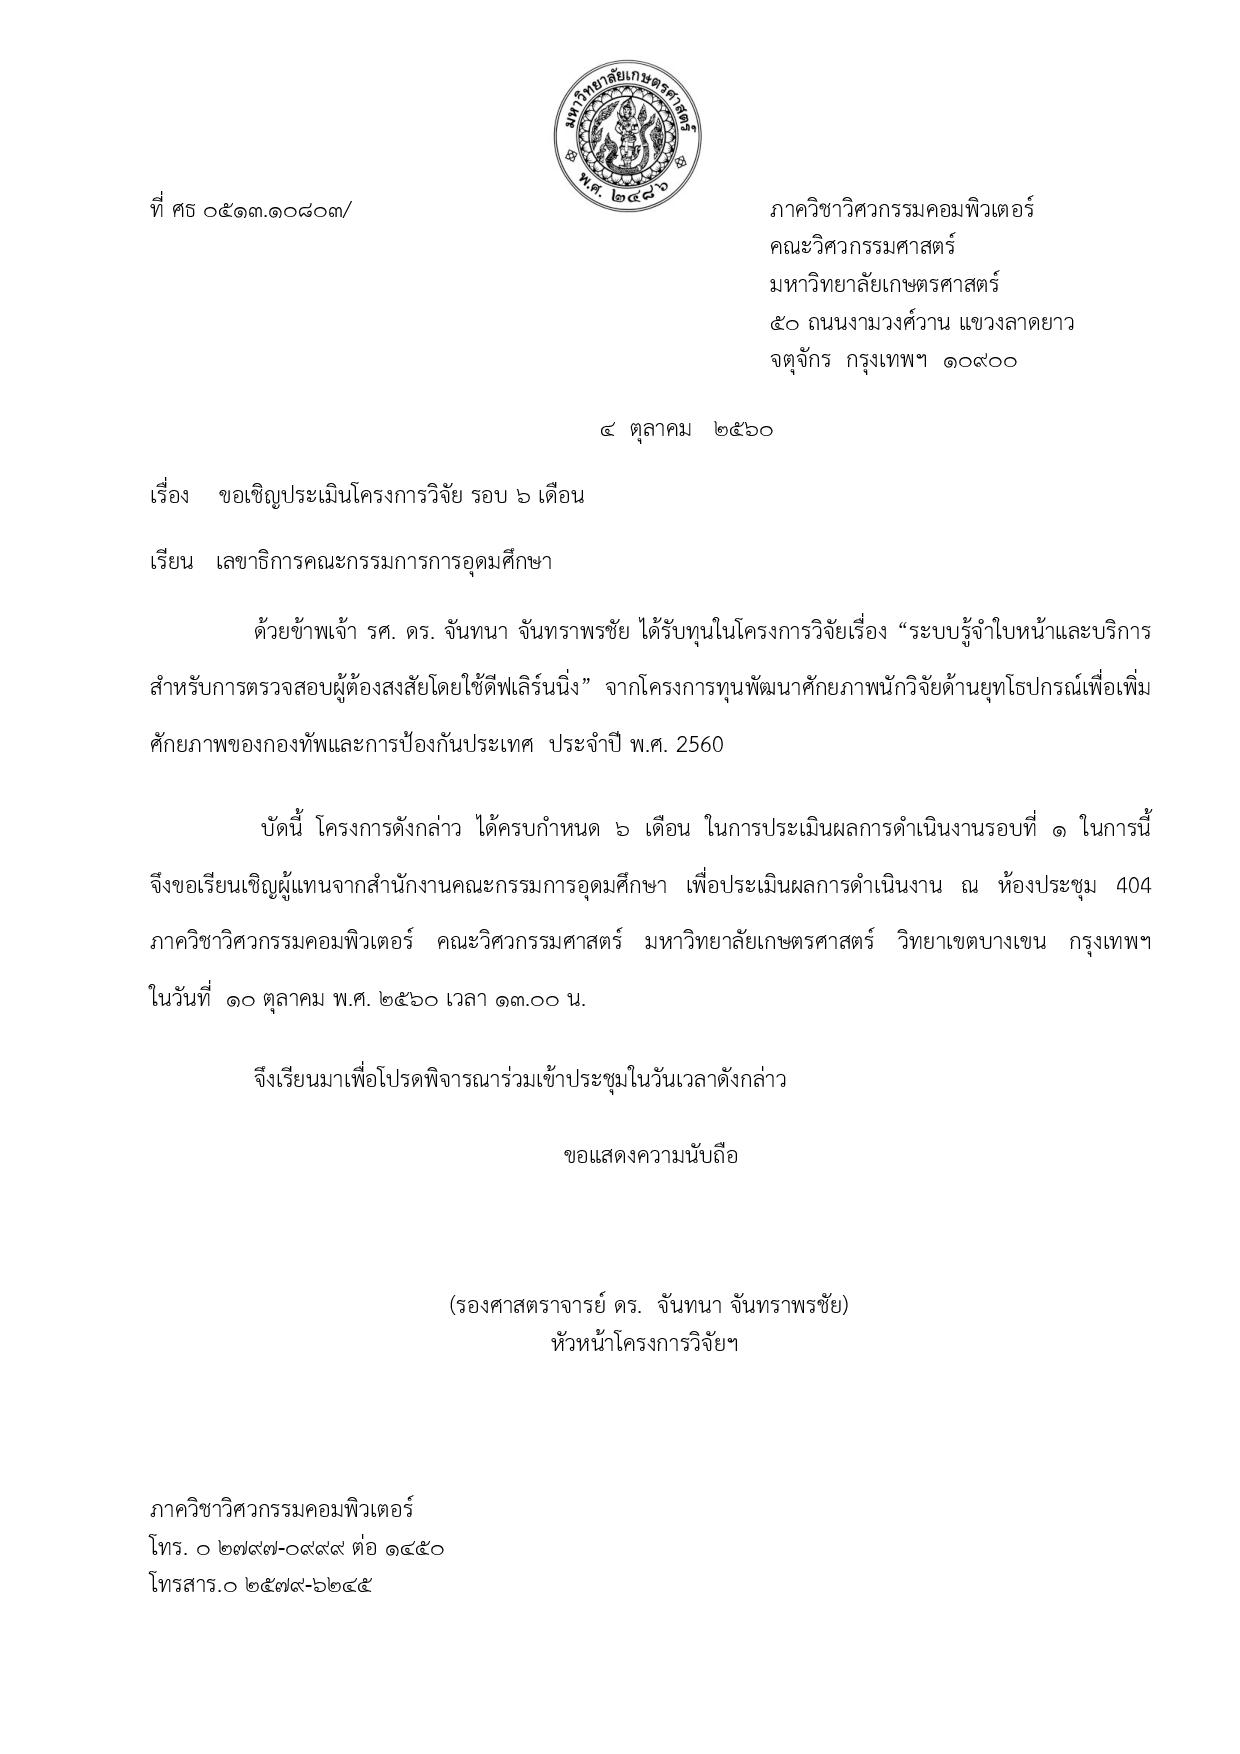 มหาวิทยาลัยเกษตรศาสตร์
พ.ศ. ๒๔๘๖
ที่ ศธ ๐๕๑๓.๑๐๘๐๓/
ภาควิชาวิศวกรรมคอมพิวเตอร์
คณะวิศวกรรมศาสตร์
มหาวิทยาลัยเกษตรศาสตร์
๕๐ ถนนงามวงศ์วาน แขวงลาดยาว
จตุจักร กรุงเทพฯ ๑๐๙๐๐
๔ ตุลาคม ๒๕๖๐
เรื่อง ขอเชิญประเมินโครงการวิจัย รอบ ๖ เดือน
เรียน เลขาธิการคณะกรรมการการอุดมศึกษา
ด้วยข้าพเจ้า รศ. ดร. จันทนา จันทราพรชัย ได้รับทุนในโครงการวิจัยเรื่อง “ระบบรู้จำใบหน้าและบริการ
สำหรับการตรวจสอบผู้ต้องสงสัยโดยใช้ดีฟเลิร์นนิ่ง” จากโครงการทุนพัฒนาศักยภาพนักวิจัยด้านยุทโธปกรณ์เพื่อเพิ่ม
ศักยภาพของกองทัพและการป้องกันประเทศ ประจำปี พ.ศ. 2560
บัดนี้ โครงการดังกล่าว ได้ครบกำหนด ๖ เดือน ในการประเมินผลการดำเนินงานรอบที่ ๑ ในการนี้
จึงขอเรียนเชิญผู้แทนจากสำนักงานคณะกรรมการอุดมศึกษา เพื่อประเมินผลการดำเนินงาน ณ ห้องประชุม 404
ภาควิชาวิศวกรรมคอมพิวเตอร์ คณะวิศวกรรมศาสตร์ มหาวิทยาลัยเกษตรศาสตร์ วิทยาเขตบางเขน กรุงเทพฯ
ในวันที่ ๑๐ ตุลาคม พ.ศ. ๒๕๖๐ เวลา ๑๓.๐๐ น.
จึงเรียนมาเพื่อโปรดพิจารณาร่วมเข้าประชุมในวันเวลาดังกล่าว
ขอแสดงความนับถือ
(รองศาสตราจารย์ ดร. จันทนา จันทราพรชัย)
หัวหน้าโครงการวิจัยฯ
ภาควิชาวิศวกรรมคอมพิวเตอร์
โทร. ๐ ๒๗๙๗-๐๙๙๙ ต่อ ๑๔๕๐
โทรสาร.๐ ๒๕๗๙-๖๒๔๕